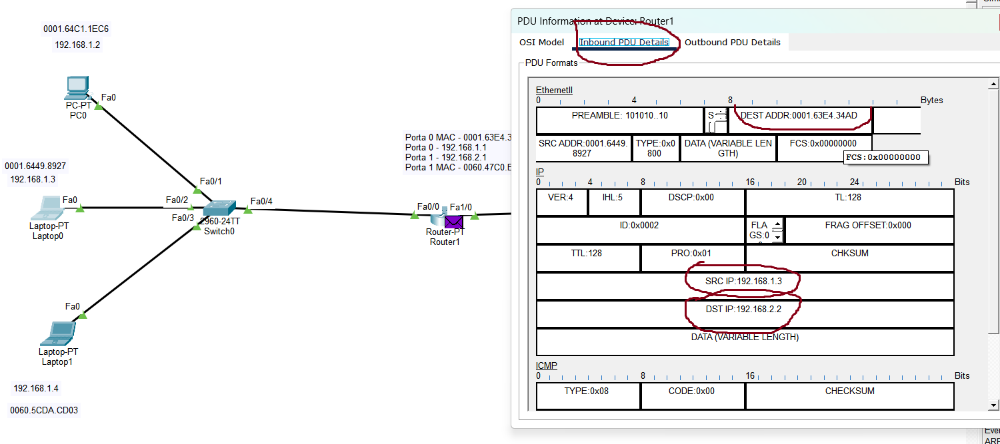 0001.64C1.1EC6
192.168.1.2
Fa0
PC-PT
PC0
0001.6449.8927
192.168.1.3
Fa0
Laptop-PT
Laptop0
Fa0/1
Fa0/2
Fa0/4
Fa0/3
2960-24TT
Switch0
Fa0
Laptop-PT
Laptop1
192.168.1.4
0060.5CDA.CD03
Porta 0 MAC - 0001.63E4.3
Porta 0 - 192.168.1.1
Porta 1 - 192.168.2.1
Porta 1 MAC - 0060.47C0.E
Fa0/0 Fa1/0
Router-PT
Router1
PDU Information at Device: Router1
OSI Model Inbound PDU Details Outbound PDU Details
PDU Formats
EthernetII
0 4 8 Bytes
PREAMBLE: 101010..10 S DEST ADDR:0001.63E4.34AD
SRC ADDR:0001.6449. TYPE:0x0 DATA (VARIABLE LEN FCS:0x00000000
8927 800 GTH)
FCS:0x00000000
IP
0 4 8 16 20 24 Bits
VER:4 IHL:5 DSCP:0x00 TL:128
ID:0x0002 FLA FRAG OFFSET:0x000
GS:0
TTL:128 PRO:0x01 CHKSUM
SRC IP:192.168.1.3
DST IP:192.168.2.2
DATA (VARIABLE LENGTH)
ICMP
0 8 16 Bits
TYPE:0x08 CODE:0x00 CHECKSUM
Eve
ARP